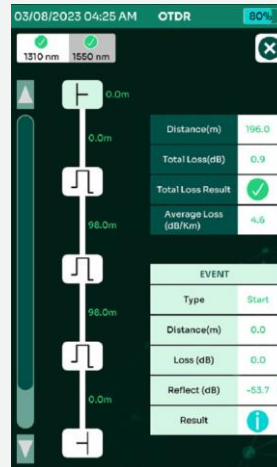 03/08/2023 04:25 AM OTDR 80%
1310 nm 1550 nm
0.0m
0.0m
98.0m
98.0m
0.0m
Distance(m) 196.0
Total Loss(dB) 0.9
Total Loss Result
Average Loss
(dB/Km) 4.6
EVENT
Type Start
Distance(m) 0.0
Loss (dB) 0.0
Reflect (dB) -53.7
Result